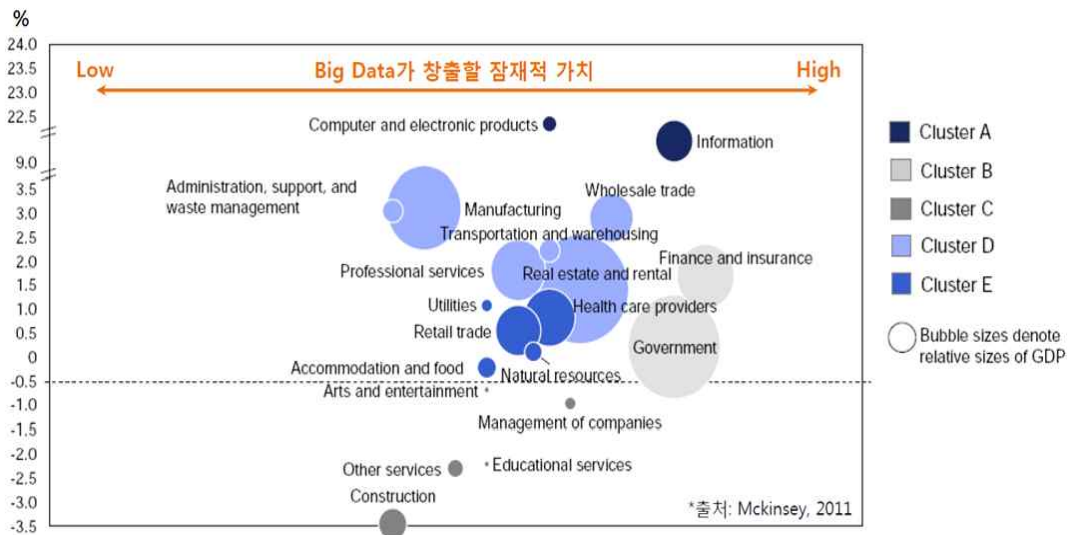 %
24.0
23.5
23.0
22.5
9.0
3.5
3.0
2.5
2.0
1.5
1.0
0.5
0
-0.5
-1.0
-1.5
-2.0
-2.5
-3.0
-3.5
Low
Big Data가 창출할 잠재적 가치
High
Computer and electronic products
Information
Administration, support, and
waste management
Manufacturing
Wholesale trade
Transportation and warehousing
Professional services
Real estate and rental
Finance and insurance
Utilities
Health care providers
Retail trade
Government
Accommodation and food
Natural resources
Arts and entertainment
Management of companies
Other services
Educational services
Construction
*출처: Mckinsey, 2011
Cluster A
Cluster B
Cluster C
Cluster D
Cluster E
Bubble sizes denote
relative sizes of GDP